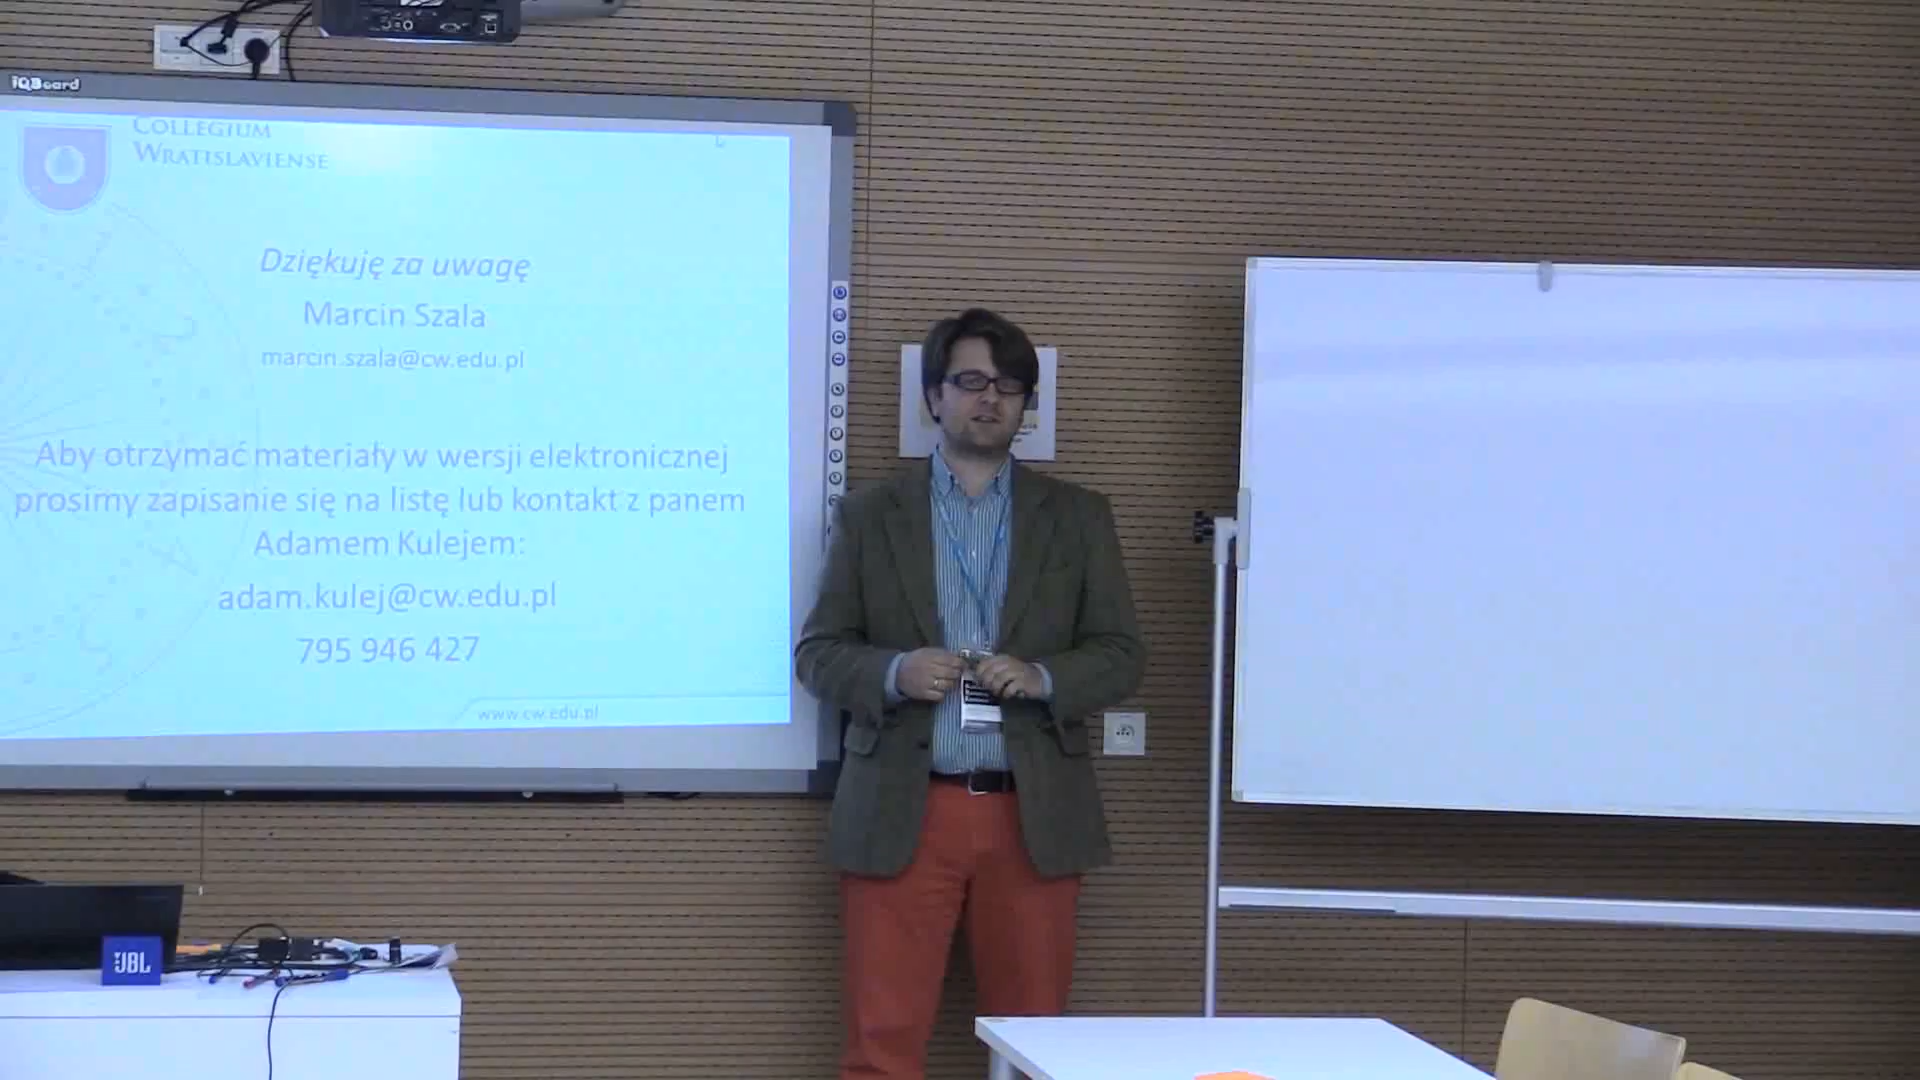 iQBoard
COLLEGIUM
WRATISLAVIENSE
Dziękuję za uwagę
Marcin Szala
marcin.szala@cw.edu.pl
Aby otrzymać materiały w wersji elektronicznej
prosimy zapisanie się na listę lub kontakt z panem
Adamem Kulejem:
adam.kulej@cw.edu.pl
795 946 427
www.cw.edu.pl
JBL